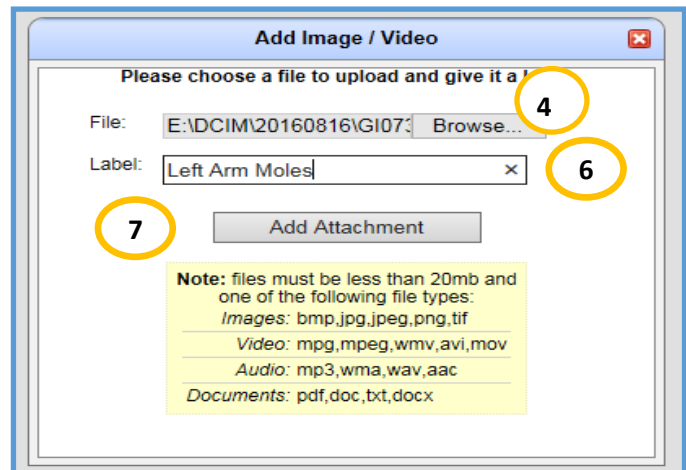 Add Image / Video
Please choose a file to upload and give it a
4
File: E:\DCIM\20160816\GI073 Browse...
Label: Left Arm Moles × 6
7 Add Attachment
Note: files must be less than 20mb and
one of the following file types:
Images: bmp,jpg,jpeg,png,tif
Video: mpg,mpeg,wmv,avi,mov
Audio: mp3,wma,wav,aac
Documents: pdf,doc,txt,docx